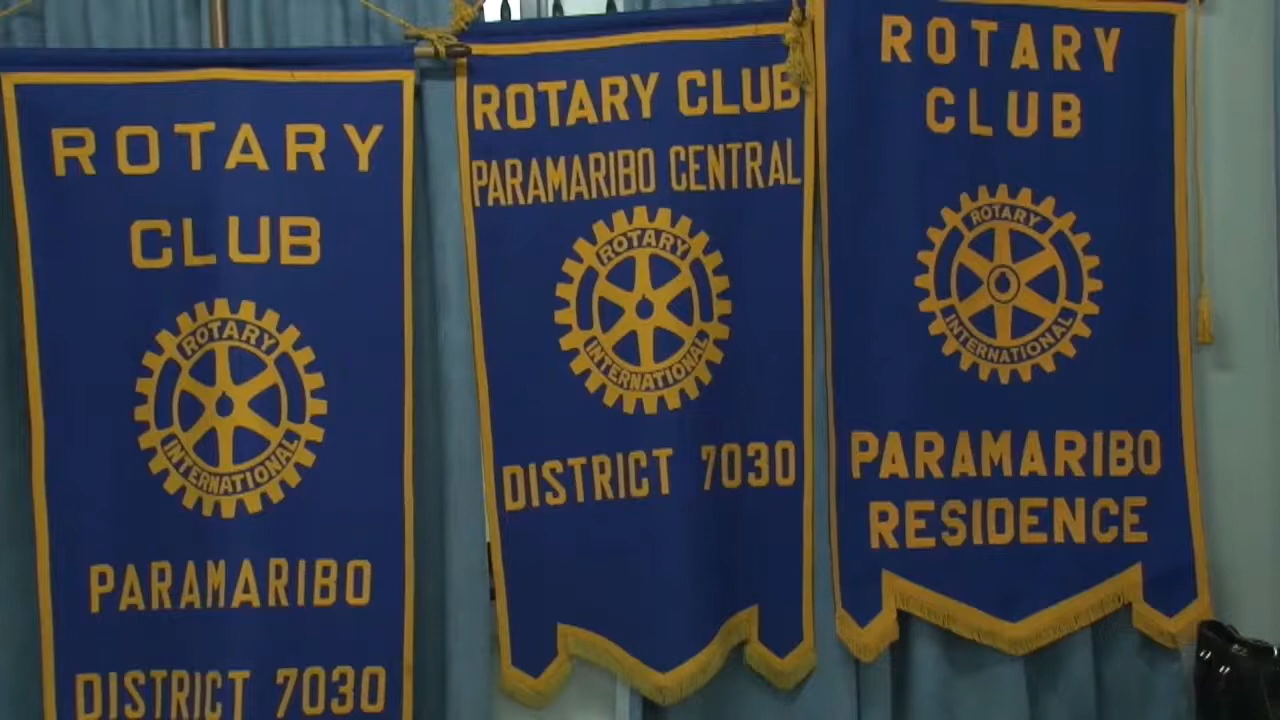 ROTARY
CLUB
ROTARY
INTERNATIONAL
PARAMARIBO
DISTRICT 7030
ROTARY CLUB
PARAMARIBO CENTRAL
ROTARY
INTERNATIONAL
DISTRICT 7030
ROTARY
CLUB
ROTARY
INTERNATIONAL
PARAMARIBO
RESIDENCE